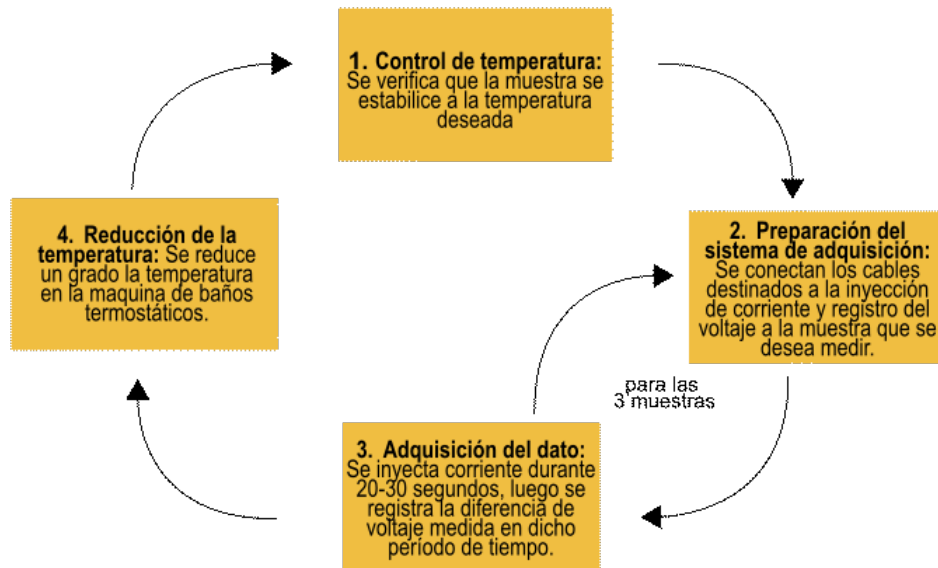 1. Control de temperatura:
Se verifica que la muestra se
estabilice a la temperatura
deseada
2. Preparación del
sistema de adquisición:
Se conectan los cables
destinados a la inyección
de corriente y registro del
voltaje a la muestra que se
desea medir.
para las
3 muestras
3. Adquisición del dato:
Se inyecta corriente durante
20-30 segundos, luego se
registra la diferencia de
voltaje medida en dicho
período de tiempo.
4. Reducción de la
temperatura: Se reduce
un grado la temperatura
en la maquina de baños
termostáticos.